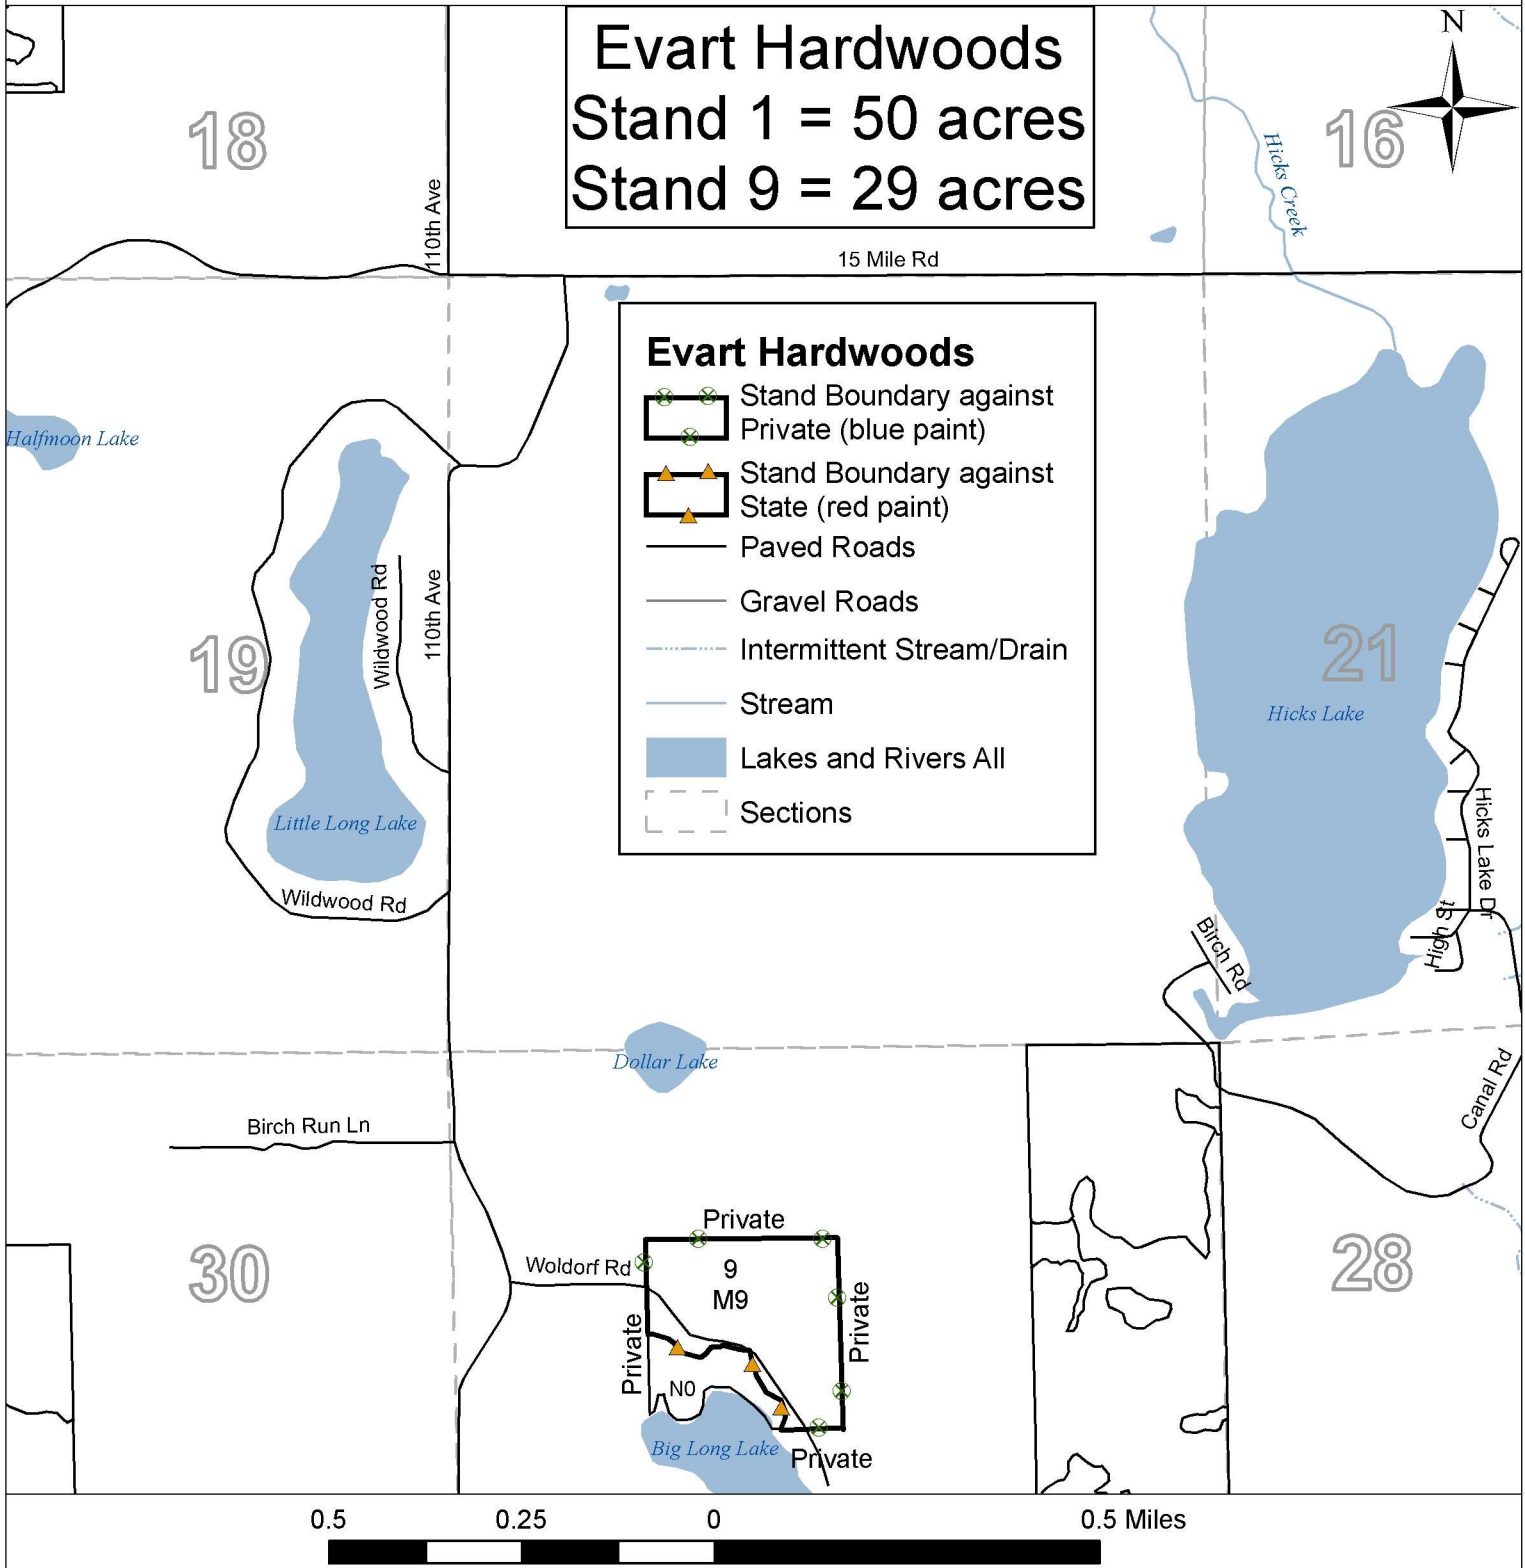 Evart Hardwoods
Stand 1 = 50 acres
Stand 9 = 29 acres
N
18
16
110th Ave
Hicks Creek
15 Mile Rd
Evart Hardwoods
Stand Boundary against
Private (blue paint)
Stand Boundary against
State (red paint)
Paved Roads
Gravel Roads
Intermittent Stream/Drain
Stream
Lakes and Rivers All
Sections
Halfmoon Lake
Wildwood Rd
110th Ave
19
21
Hicks Lake
Little Long Lake
Wildwood Rd
Hicks Lake Dr
High St
Birch Rd
Dollar Lake
Canal Rd
Birch Run Ln
Private
30
28
Woldorf Rd
9
M9
Private
Private
N0
Big Long Lake
Private
0.5
0.25
0
0.5 Miles